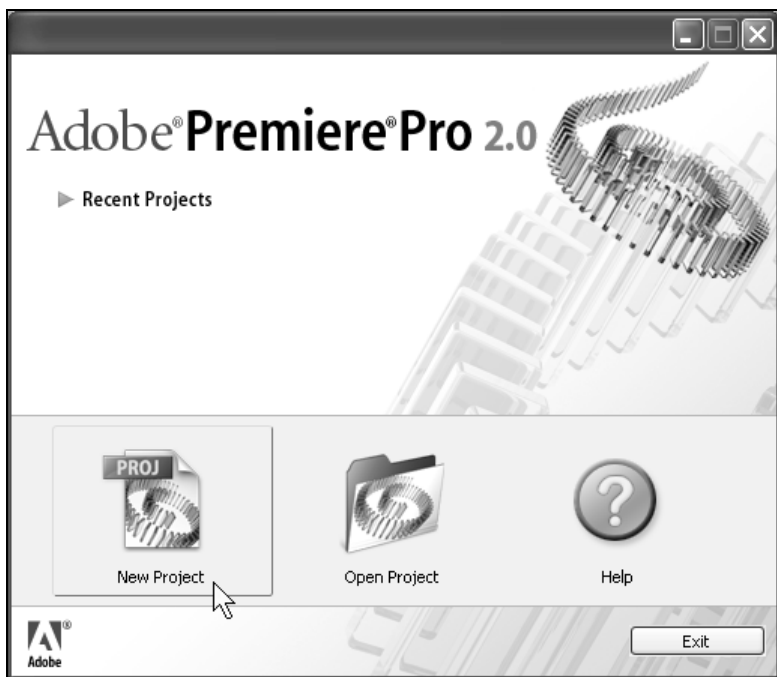 Adobe® Premiere® Pro 2.0
Recent Projects
PROJ
New Project
Open Project
?
Help
Adobe®
Exit